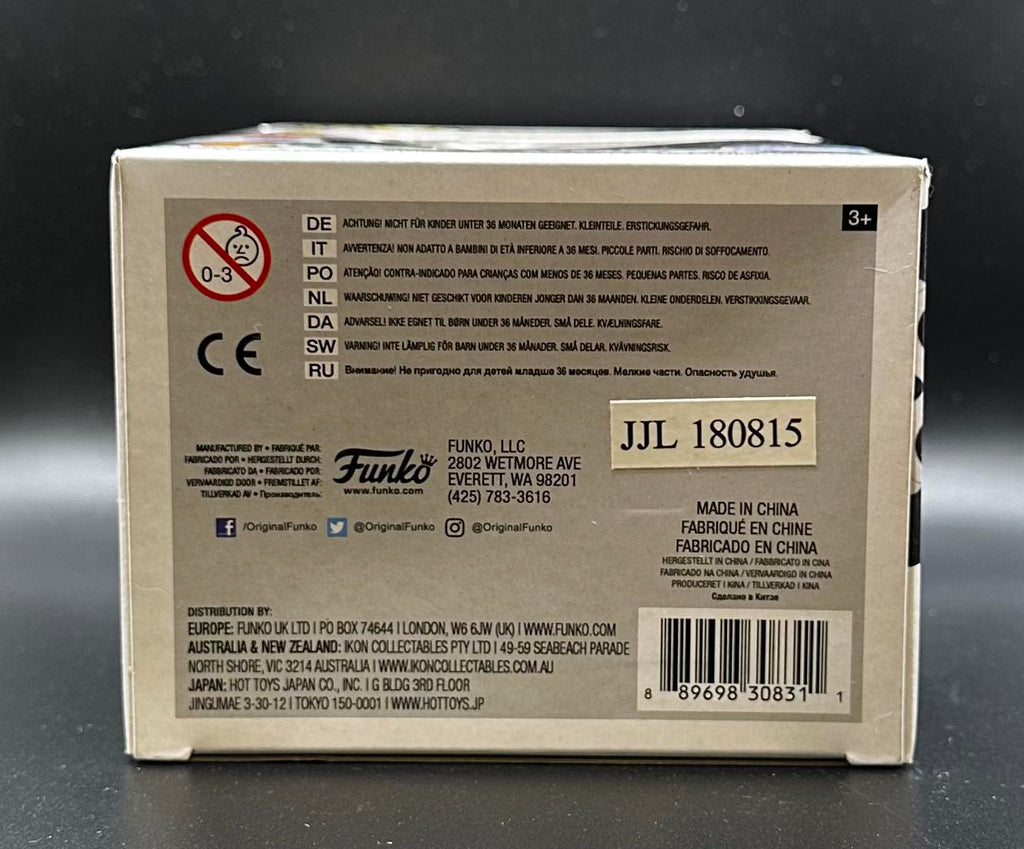 3+
0-3
DE ACHTUNG! NICHT FÜR KINDER UNTER 36 MONATEN GEEIGNET. KLEINTEILE. ERSTICKUNGSGEFAHR.
IT AVVERTENZA! NON ADATTO A BAMBINI DI ETÀ INFERIORE A 36 MESI. PICCOLE PARTI. RISCHIO DI SOFFOCAMENTO.
PO ATENÇÃO! CONTRA-INDICADO PARA CRIANÇAS COM MENOS DE 36 MESES. PEQUENAS PARTES. RISCO DE ASFIXIA.
NL WAARSCHUWING! NIET GESCHIKT VOOR KINDEREN JONGER DAN 36 MAANDEN. KLEINE ONDERDELEN. VERSTIKKINGSGEVAAR.
DA ADVARSEL! IKKE EGNET TIL BØRN UNDER 36 MÅNEDER. SMÅ DELE. KVÆLNINGSFARE.
SW VARNING! INTE LÄMPLIG FÖR BARN UNDER 36 MÅNADER. SMÅ DELAR. KVÄVNINGSRISK.
RU Внимание! Не пригодно для детей младше 36 месяцев. Мелкие части. Опасность удушья.
CE
JJL 180815
MANUFACTURED BY • FABRIQUÉ PAR:
FABRICADO POR • HERGESTELLT DURCH:
FABBRICATO DA • FABRICADO POR:
VERVAARDIGD DOOR • FREMSTILLET AF:
TILLVERKAD AV • Производитель:
Funko
www.funko.com
FUNKO, LLC
2802 WETMORE AVE
EVERETT, WA 98201
(425) 783-3616
f /OriginalFunko @OriginalFunko @OriginalFunko
MADE IN CHINA
FABRIQUÉ EN CHINE
FABRICADO EN CHINA
HERGESTELLT IN CHINA / FABBRICATO IN CINA
FABRICADO NA CHINA / VERVAARDIGD IN CHINA
PRODUCERET I KINA / TILLVERKAD I KINA
Сделано в Китае
DISTRIBUTION BY:
EUROPE: FUNKO UK LTD | PO BOX 74644 | LONDON, W6 6JW (UK) | WWW.FUNKO.COM
AUSTRALIA & NEW ZEALAND: IKON COLLECTABLES PTY LTD | 49-59 SEABEACH PARADE
NORTH SHORE, VIC 3214 AUSTRALIA | WWW.IKONCOLLECTABLES.COM.AU
JAPAN: HOT TOYS JAPAN CO., INC. | G BLDG 3RD FLOOR
JINGUMAE 3-30-12 | TOKYO 150-0001 | WWW.HOTTOYS.JP
8 89698 30831 1